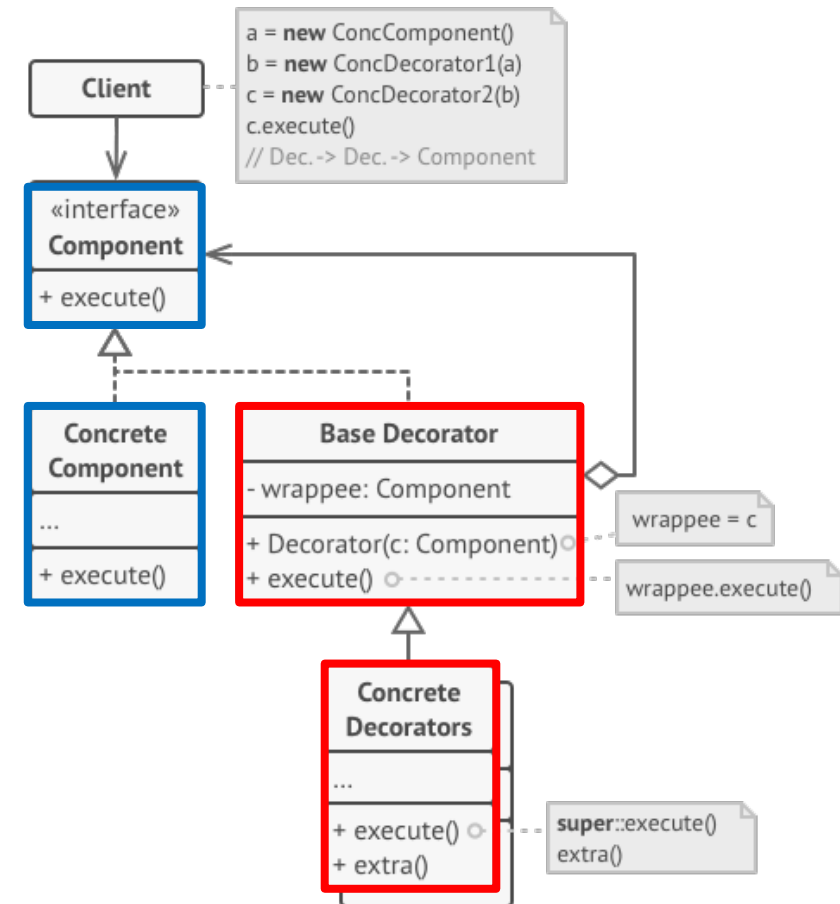 a = new ConcComponent()
b = new ConcDecorator1(a)
c = new ConcDecorator2(b)
c.execute()
// Dec. -> Dec. -> Component
Client
«interface»
Component
+ execute()
Concrete
Component
...
+ execute()
Base Decorator
- wrappee: Component
+ Decorator(c: Component)
+ execute()
wrappee = c
wrappee.execute()
Concrete
Decorators
...
+ execute()
+ extra()
super::execute()
extra()